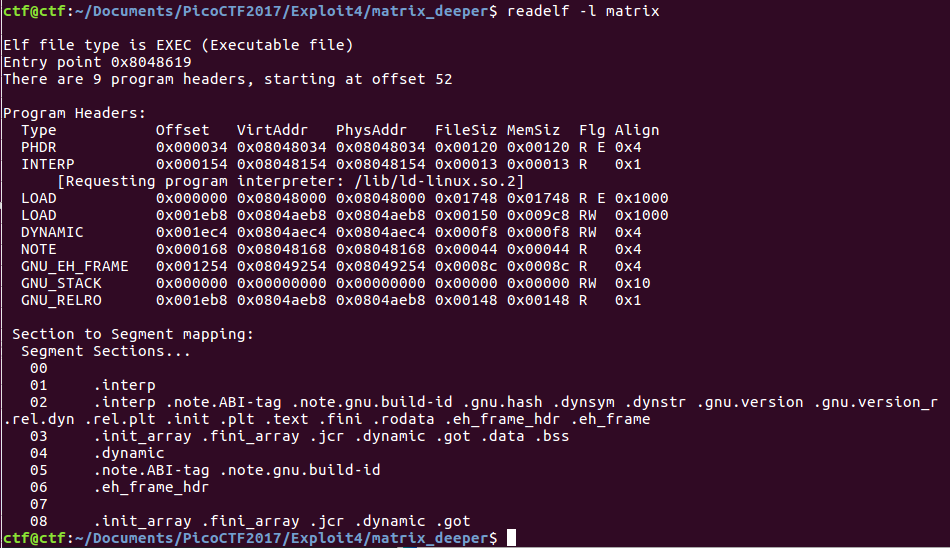 ctf@ctf:~/Documents/PicoCTF2017/Exploit4/matrix_deeper$ readelf -l matrix

Elf file type is EXEC (Executable file)
Entry point 0x8048619
There are 9 program headers, starting at offset 52

Program Headers:
  Type           Offset   VirtAddr   PhysAddr   FileSiz MemSiz  Flg Align
  PHDR           0x000034 0x08048034 0x08048034 0x00120 0x00120 R E 0x4
  INTERP         0x000154 0x08048154 0x08048154 0x00013 0x00013 R   0x1
      [Requesting program interpreter: /lib/ld-linux.so.2]
  LOAD           0x000000 0x08048000 0x08048000 0x01748 0x01748 R E 0x1000
  LOAD           0x001eb8 0x0804aeb8 0x0804aeb8 0x00150 0x009c8 RW  0x1000
  DYNAMIC        0x001ec4 0x0804aec4 0x0804aec4 0x000f8 0x000f8 RW  0x4
  NOTE           0x000168 0x08048168 0x08048168 0x00044 0x00044 R   0x4
  GNU_EH_FRAME   0x001254 0x08049254 0x08049254 0x0008c 0x0008c R   0x4
  GNU_STACK      0x000000 0x00000000 0x00000000 0x00000 0x00000 RW  0x10
  GNU_RELRO      0x001eb8 0x0804aeb8 0x0804aeb8 0x00148 0x00148 R   0x1

 Section to Segment mapping:
  Segment Sections...
   00
   01     .interp
   02     .interp .note.ABI-tag .note.gnu.build-id .gnu.hash .dynsym .dynstr .gnu.version .gnu.version_r
.rel.dyn .rel.plt .init .plt .text .fini .rodata .eh_frame_hdr .eh_frame
   03     .init_array .fini_array .jcr .dynamic .got .data .bss
   04     .dynamic
   05     .note.ABI-tag .note.gnu.build-id
   06     .eh_frame_hdr
   07
   08     .init_array .fini_array .jcr .dynamic .got
ctf@ctf:~/Documents/PicoCTF2017/Exploit4/matrix_deeper$